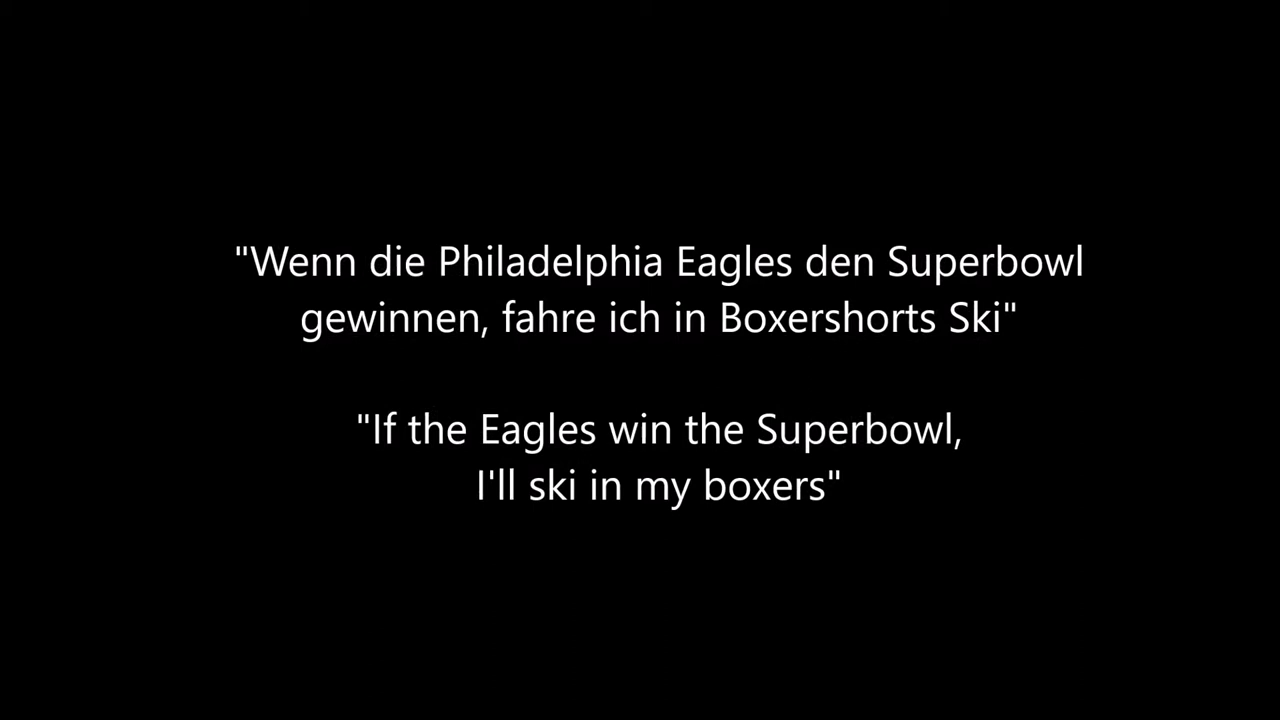 "Wenn die Philadelphia Eagles den Superbowl
gewinnen, fahre ich in Boxershorts Ski"
"If the Eagles win the Superbowl,
I'll ski in my boxers"